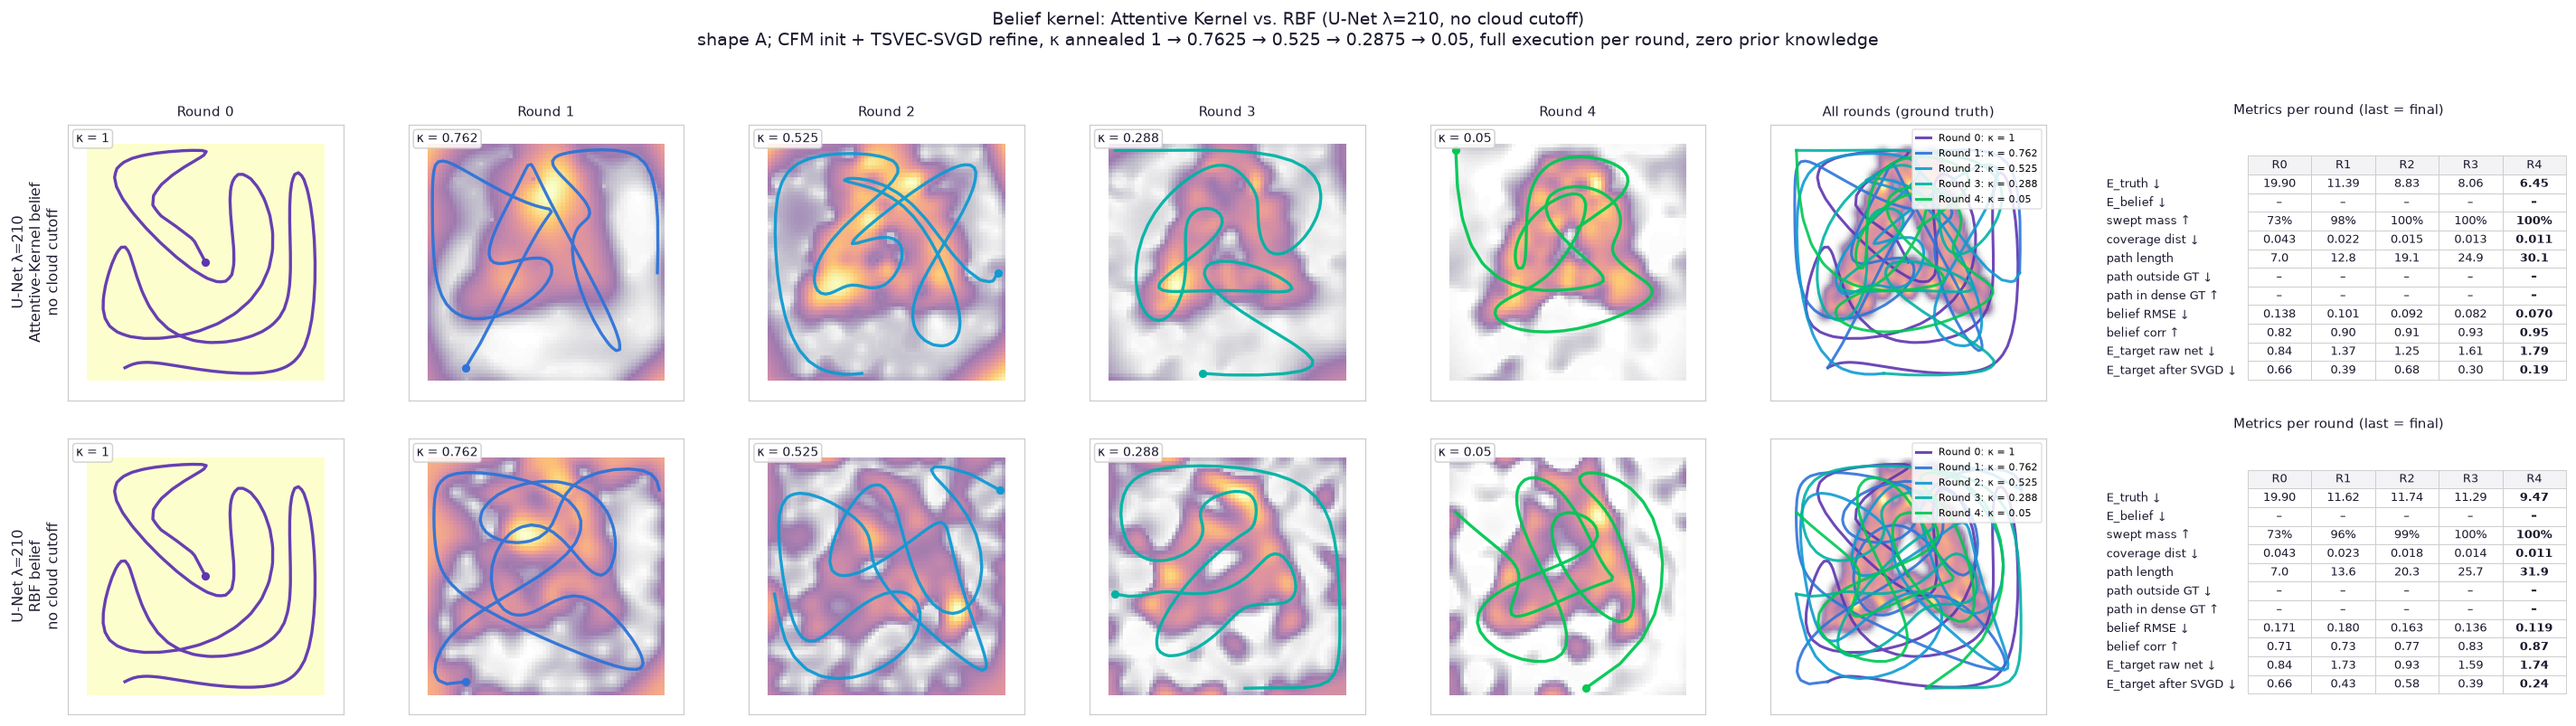 Belief kernel: Attentive Kernel vs. RBF (U-Net λ=210, no cloud cutoff)
shape A; CFM init + TSVEC-SVGD refine, κ annealed 1 → 0.7625 → 0.525 → 0.2875 → 0.05, full execution per round, zero prior knowledge
Round 0
Round 1
Round 2
Round 3
Round 4
All rounds (ground truth)
Metrics per round (last = final)
U-Net λ=210
Attentive-Kernel belief
no cloud cutoff
κ = 1
κ = 0.762
κ = 0.525
κ = 0.288
κ = 0.05
Round 0: κ = 1
Round 1: κ = 0.762
Round 2: κ = 0.525
Round 3: κ = 0.288
Round 4: κ = 0.05
R0 R1 R2 R3 R4
E_truth ↓ 19.90 11.39 8.83 8.06 6.45
E_belief ↓ – – – – –
swept mass ↑ 73% 98% 100% 100% 100%
coverage dist ↓ 0.043 0.022 0.015 0.013 0.011
path length 7.0 12.8 19.1 24.9 30.1
path outside GT ↓ – – – – –
path in dense GT ↑ – – – – –
belief RMSE ↓ 0.138 0.101 0.092 0.082 0.070
belief corr ↑ 0.82 0.90 0.91 0.93 0.95
E_target raw net ↓ 0.84 1.37 1.25 1.61 1.79
E_target after SVGD ↓ 0.66 0.39 0.68 0.30 0.19
U-Net λ=210
RBF belief
no cloud cutoff
κ = 1
κ = 0.762
κ = 0.525
κ = 0.288
κ = 0.05
Round 0: κ = 1
Round 1: κ = 0.762
Round 2: κ = 0.525
Round 3: κ = 0.288
Round 4: κ = 0.05
Metrics per round (last = final)
R0 R1 R2 R3 R4
E_truth ↓ 19.90 11.62 11.74 11.29 9.47
E_belief ↓ – – – – –
swept mass ↑ 73% 96% 99% 100% 100%
coverage dist ↓ 0.043 0.023 0.018 0.014 0.011
path length 7.0 13.6 20.3 25.7 31.9
path outside GT ↓ – – – – –
path in dense GT ↑ – – – – –
belief RMSE ↓ 0.171 0.180 0.163 0.136 0.119
belief corr ↑ 0.71 0.73 0.77 0.83 0.87
E_target raw net ↓ 0.84 1.73 0.93 1.59 1.74
E_target after SVGD ↓ 0.66 0.43 0.58 0.39 0.24